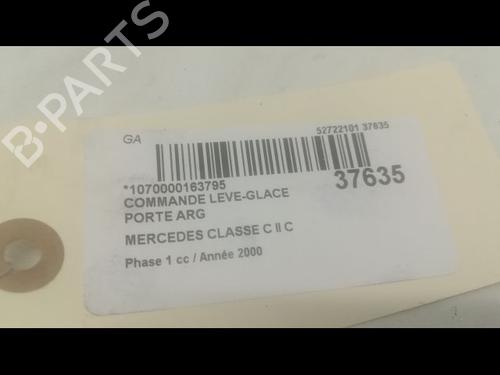 B-PARTS
GA
52722101 37635
*1070000163795
37635
COMMANDE LEVE-GLACE
PORTE ARG
MERCEDES CLASSE C II C
Phase 1 cc / Année 2000